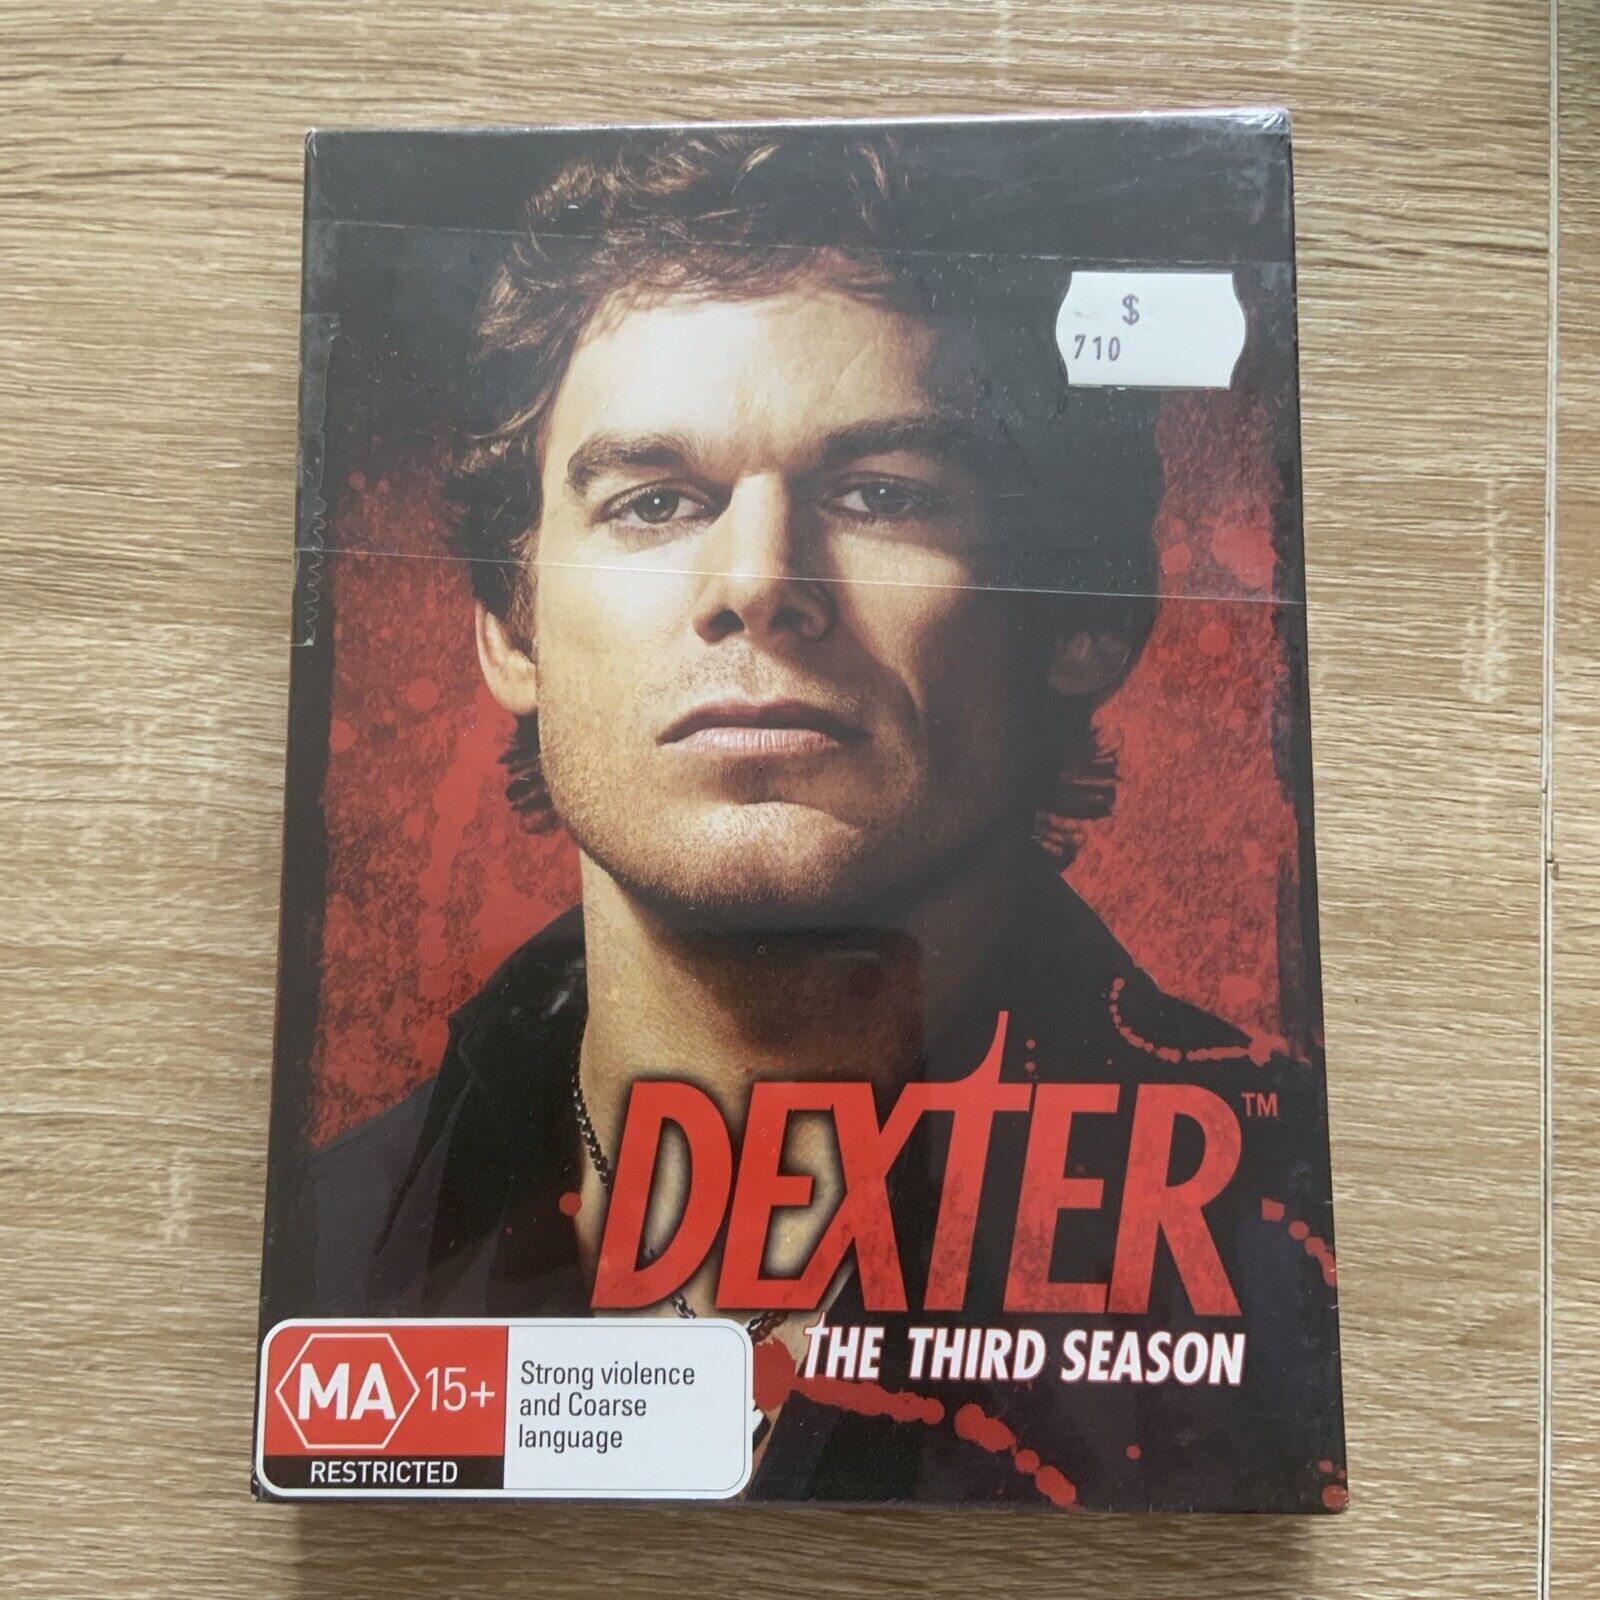 $
710
DEXTER™
THE THIRD SEASON
MA 15+
RESTRICTED
Strong violence
and Coarse
language